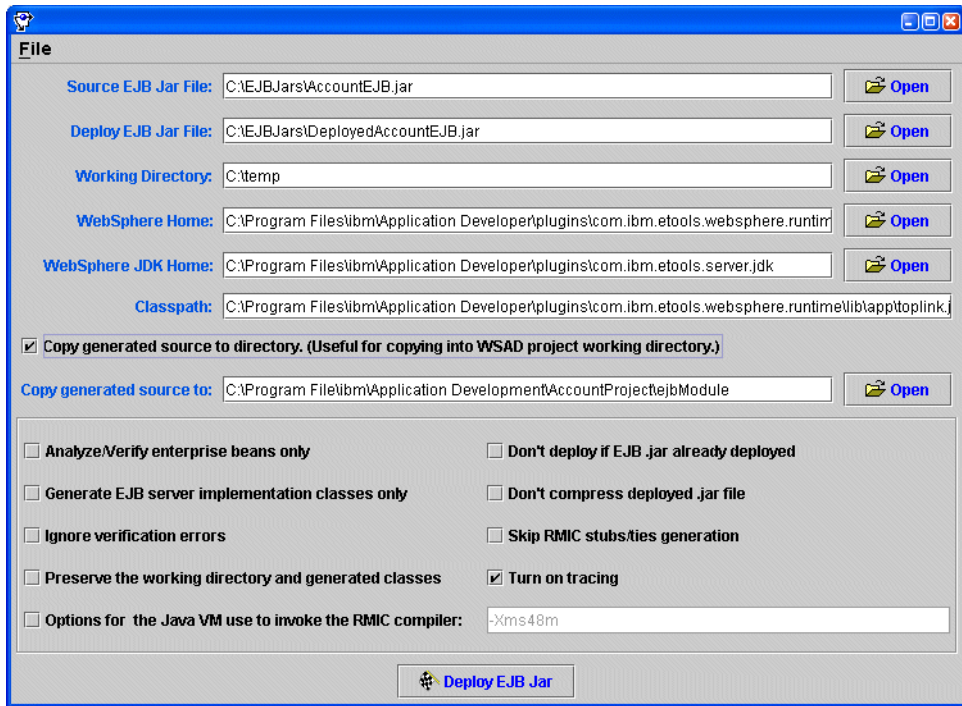 File
Source EJB Jar File: C:\EJBJars\AccountEJB.jar Open
Deploy EJB Jar File: C:\EJBJars\DeployedAccountEJB.jar Open
Working Directory: C:\temp Open
WebSphere Home: C:\Program Files\ibm\Application Developer\plugins\com.ibm.etools.websphere.runtim Open
WebSphere JDK Home: C:\Program Files\ibm\Application Developer\plugins\com.ibm.etools.server.jdk Open
Classpath: C:\Program Files\ibm\Application Developer\plugins\com.ibm.etools.websphere.runtime\lib\app\toplink.j
Copy generated source to directory. (Useful for copying into WSAD project working directory.)
Copy generated source to: C:\Program File\ibm\Application Development\AccountProject\ejbModule Open
Analyze/Verify enterprise beans only Don't deploy if EJB .jar already deployed
Generate EJB server implementation classes only Don't compress deployed .jar file
Ignore verification errors Skip RMIC stubs/ties generation
Preserve the working directory and generated classes Turn on tracing
Options for the Java VM use to invoke the RMIC compiler: -Xms48m
Deploy EJB Jar